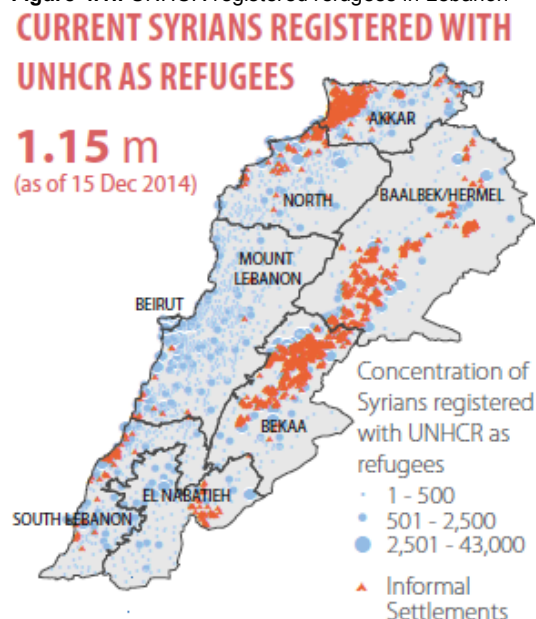 CURRENT SYRIANS REGISTERED WITH
UNHCR AS REFUGEES
1.15 m
(as of 15 Dec 2014)
AKKAR
NORTH
BAALBEK/HERMEL
MOUNT
LEBANON
BEIRUT
BEKAA
EL NABATIEH
SOUTH LEBANON
Concentration of
Syrians registered
with UNHCR as
refugees
1 - 500
501 - 2,500
2,501 - 43,000
Informal
Settlements